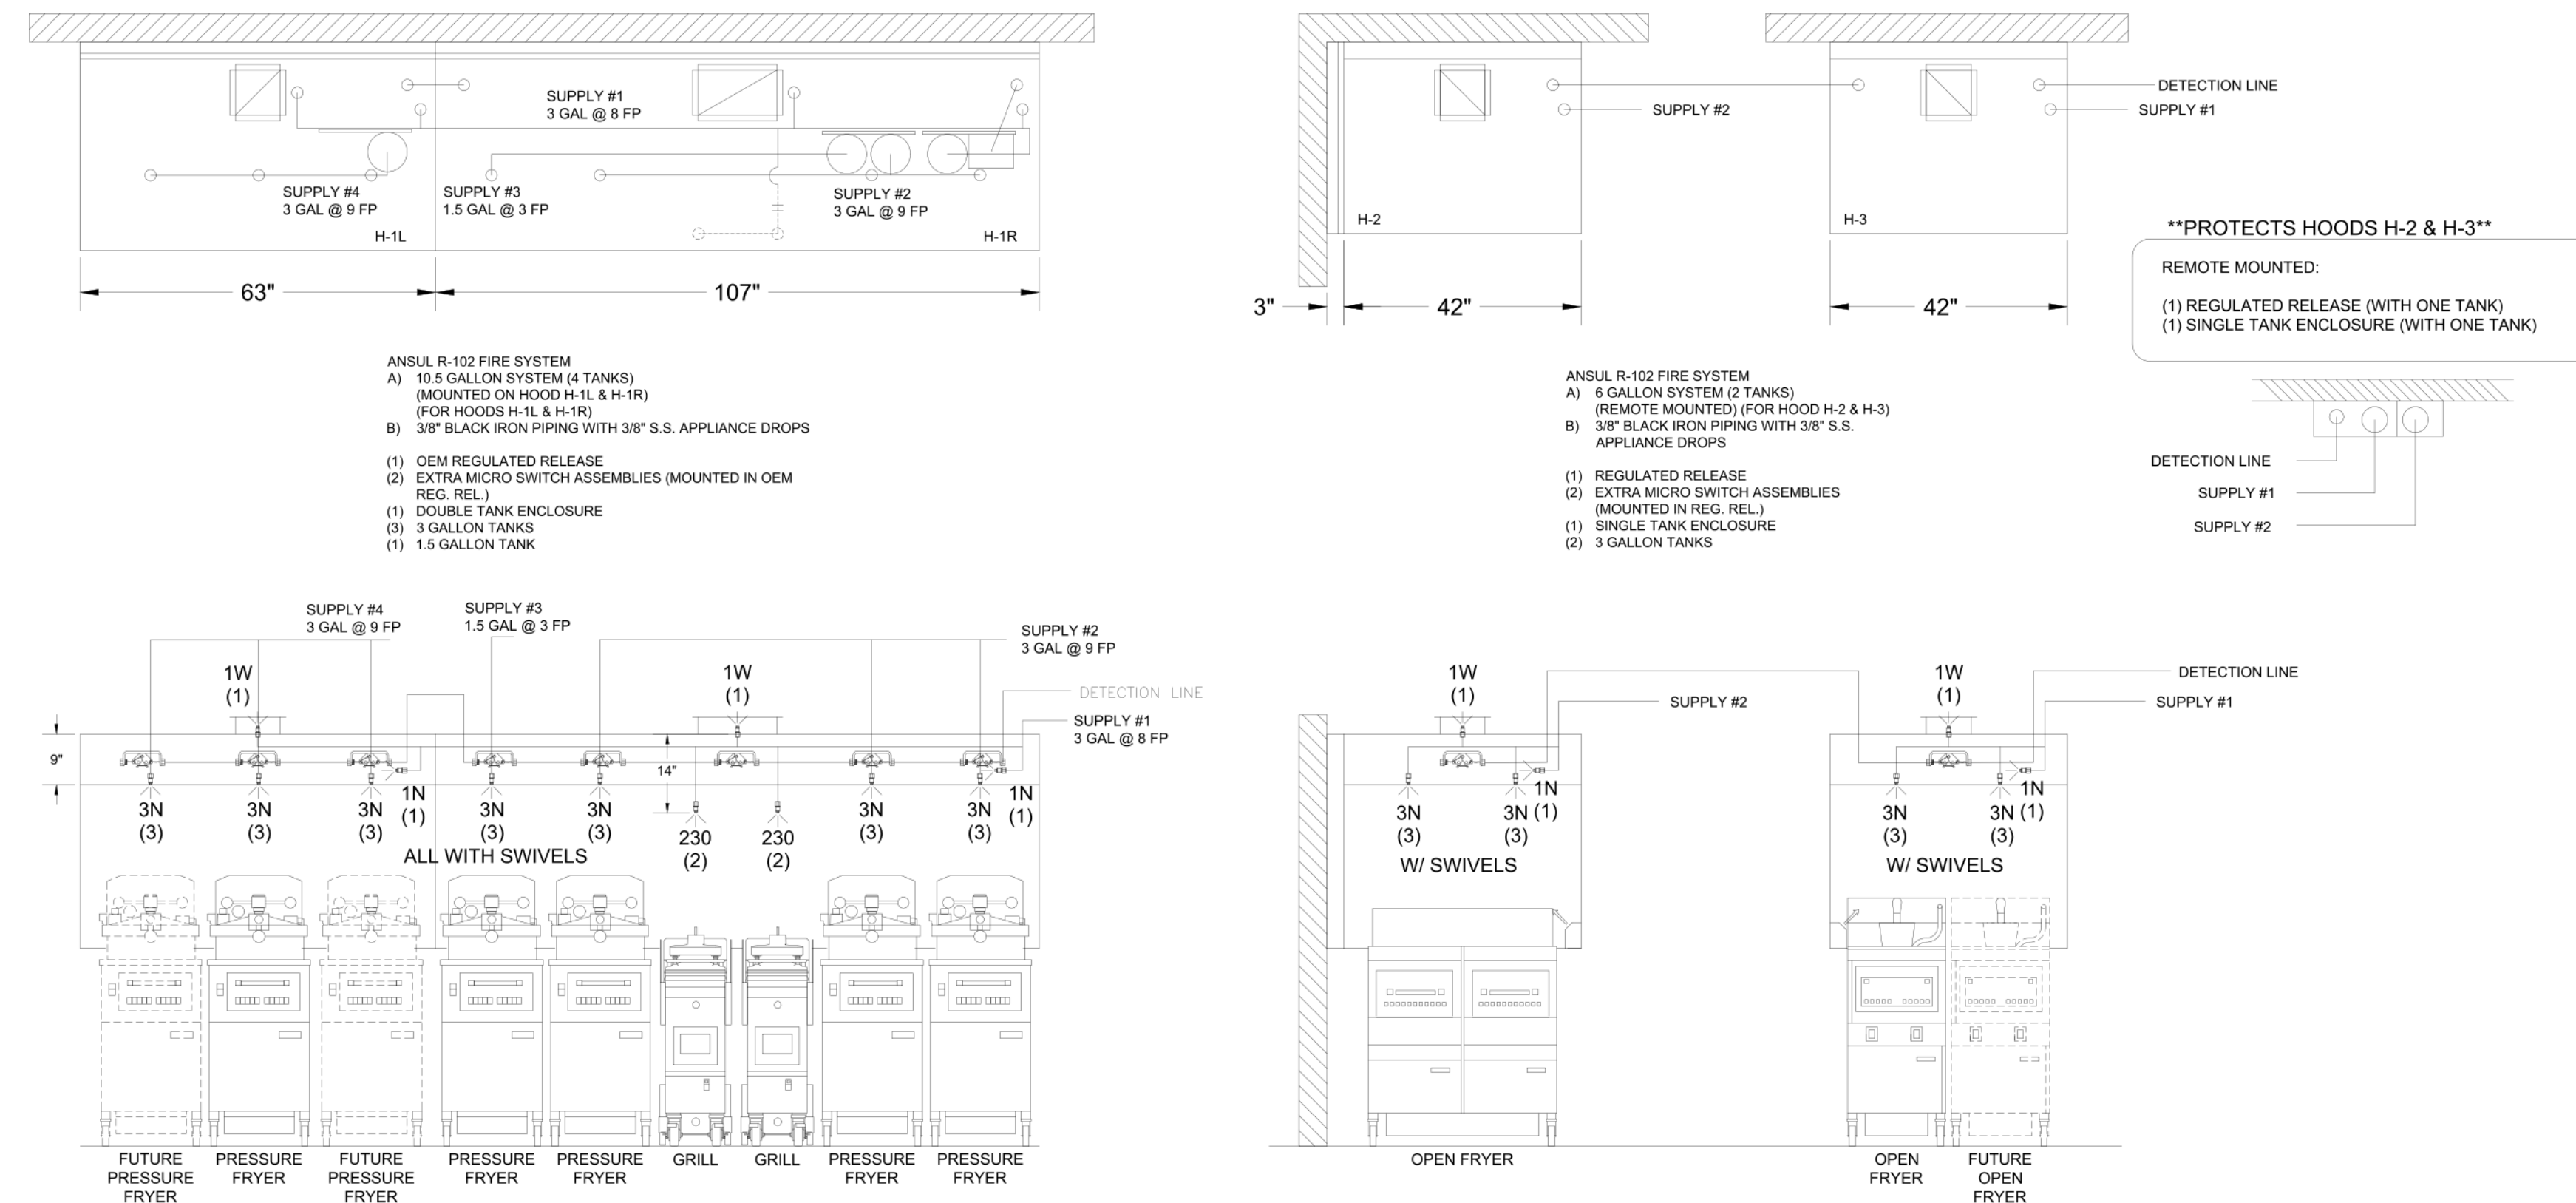 SUPPLY #1
3 GAL @ 8 FP
SUPPLY #4
3 GAL @ 9 FP
SUPPLY #3
1.5 GAL @ 3 FP
SUPPLY #2
3 GAL @ 9 FP
H-1L
H-1R
63"
107"
ANSUL R-102 FIRE SYSTEM
A) 10.5 GALLON SYSTEM (4 TANKS)
(MOUNTED ON HOOD H-1L & H-1R)
(FOR HOODS H-1L & H-1R)
B) 3/8" BLACK IRON PIPING WITH 3/8" S.S. APPLIANCE DROPS
(1) OEM REGULATED RELEASE
(2) EXTRA MICRO SWITCH ASSEMBLIES (MOUNTED IN OEM
REG. REL.)
(1) DOUBLE TANK ENCLOSURE
(3) 3 GALLON TANKS
(1) 1.5 GALLON TANK
SUPPLY #2
DETECTION LINE
SUPPLY #1
H-2
H-3
3"
42"
42"
**PROTECTS HOODS H-2 & H-3**
REMOTE MOUNTED:
(1) REGULATED RELEASE (WITH ONE TANK)
(1) SINGLE TANK ENCLOSURE (WITH ONE TANK)
ANSUL R-102 FIRE SYSTEM
A) 6 GALLON SYSTEM (2 TANKS)
(REMOTE MOUNTED) (FOR HOOD H-2 & H-3)
B) 3/8" BLACK IRON PIPING WITH 3/8" S.S.
APPLIANCE DROPS
(1) REGULATED RELEASE
(2) EXTRA MICRO SWITCH ASSEMBLIES
(MOUNTED IN REG. REL.)
(1) SINGLE TANK ENCLOSURE
(2) 3 GALLON TANKS
DETECTION LINE
SUPPLY #1
SUPPLY #2
SUPPLY #4
3 GAL @ 9 FP
SUPPLY #3
1.5 GAL @ 3 FP
SUPPLY #2
3 GAL @ 9 FP
DETECTION LINE
SUPPLY #1
3 GAL @ 8 FP
1W
(1)
1W
(1)
9"
14"
3N
(3)
3N
(3)
3N
(3)
1N
(1)
3N
(3)
3N
(3)
230
(2)
230
(2)
3N
(3)
3N
(3)
1N
(1)
ALL WITH SWIVELS
FUTURE
PRESSURE
FRYER
PRESSURE
FRYER
FUTURE
PRESSURE
FRYER
PRESSURE
FRYER
PRESSURE
FRYER
GRILL
GRILL
PRESSURE
FRYER
PRESSURE
FRYER
1W
(1)
SUPPLY #2
1W
(1)
DETECTION LINE
SUPPLY #1
3N
(3)
3N
(3)
1N
(1)
W/ SWIVELS
3N
(3)
3N
(3)
1N
(1)
W/ SWIVELS
OPEN FRYER
OPEN
FRYER
FUTURE
OPEN
FRYER